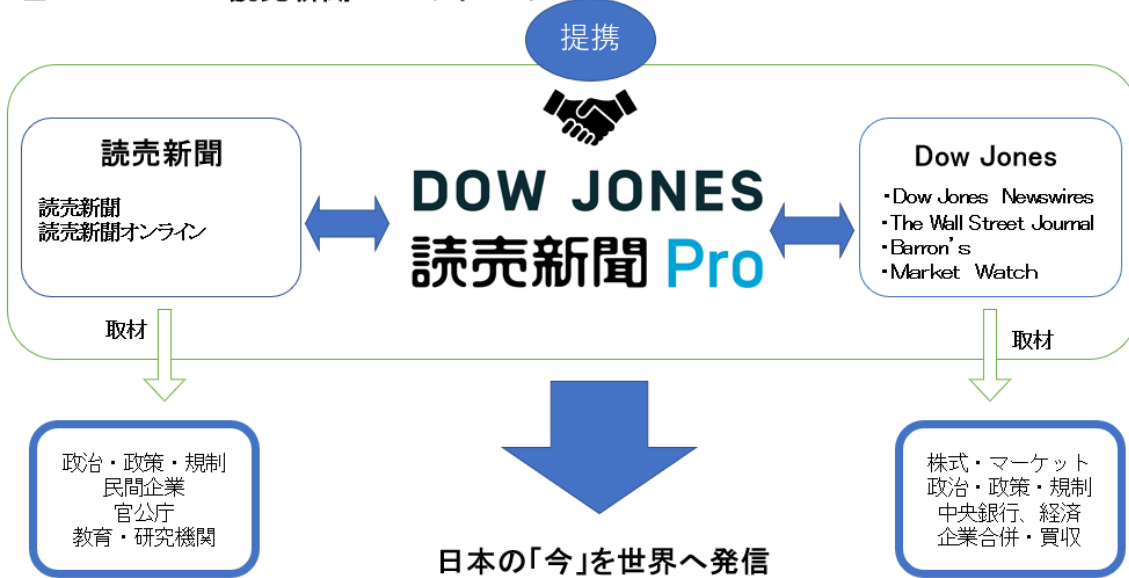 読売新聞
提携
読売新聞
読売新聞
読売新聞オンライン
DOW JONES
読売新聞 Pro
Dow Jones
・Dow Jones Newswires
・The Wall Street Journal
・Barron's
・Market Watch
取材
取材
政治・政策・規制
民間企業
官公庁
教育・研究機関
株式・マーケット
政治・政策・規制
中央銀行、経済
企業合併・買収
日本の「今」を世界へ発信